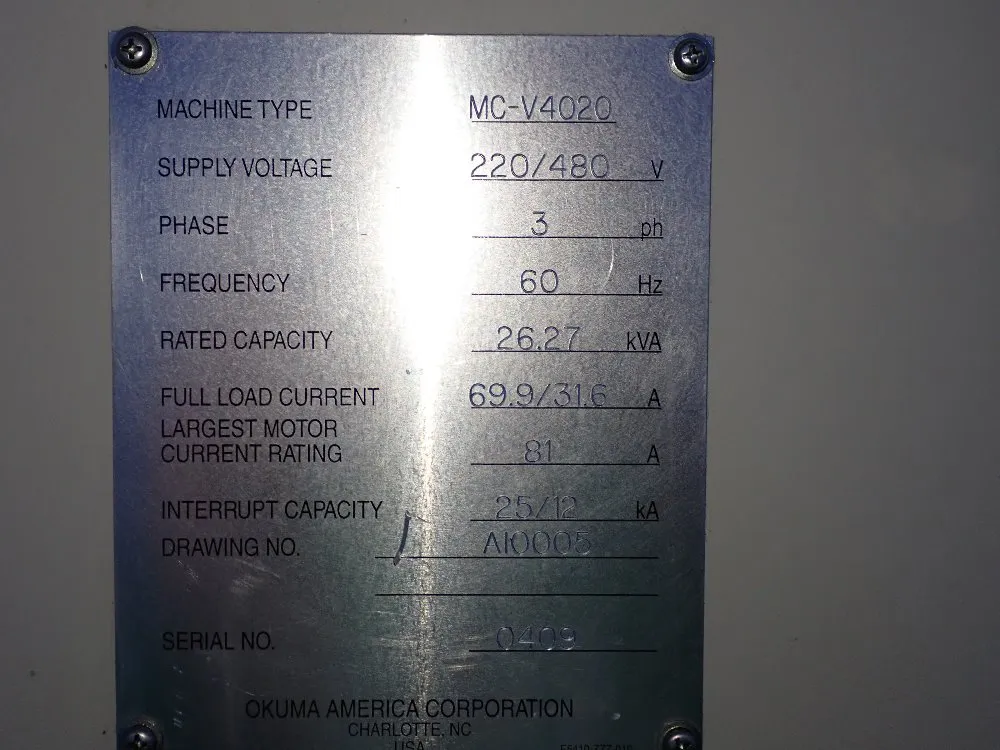 MACHINE TYPE MC-V4020
SUPPLY VOLTAGE 220/480 V
PHASE 3 ph
FREQUENCY 60 Hz
RATED CAPACITY 26.27 kVA
FULL LOAD CURRENT 69.9/31.6 A
LARGEST MOTOR
CURRENT RATING 81 A
INTERRUPT CAPACITY 25/12 kA
DRAWING NO. A10005
SERIAL NO. 0409
OKUMA AMERICA CORPORATION
CHARLOTTE, NC
USA